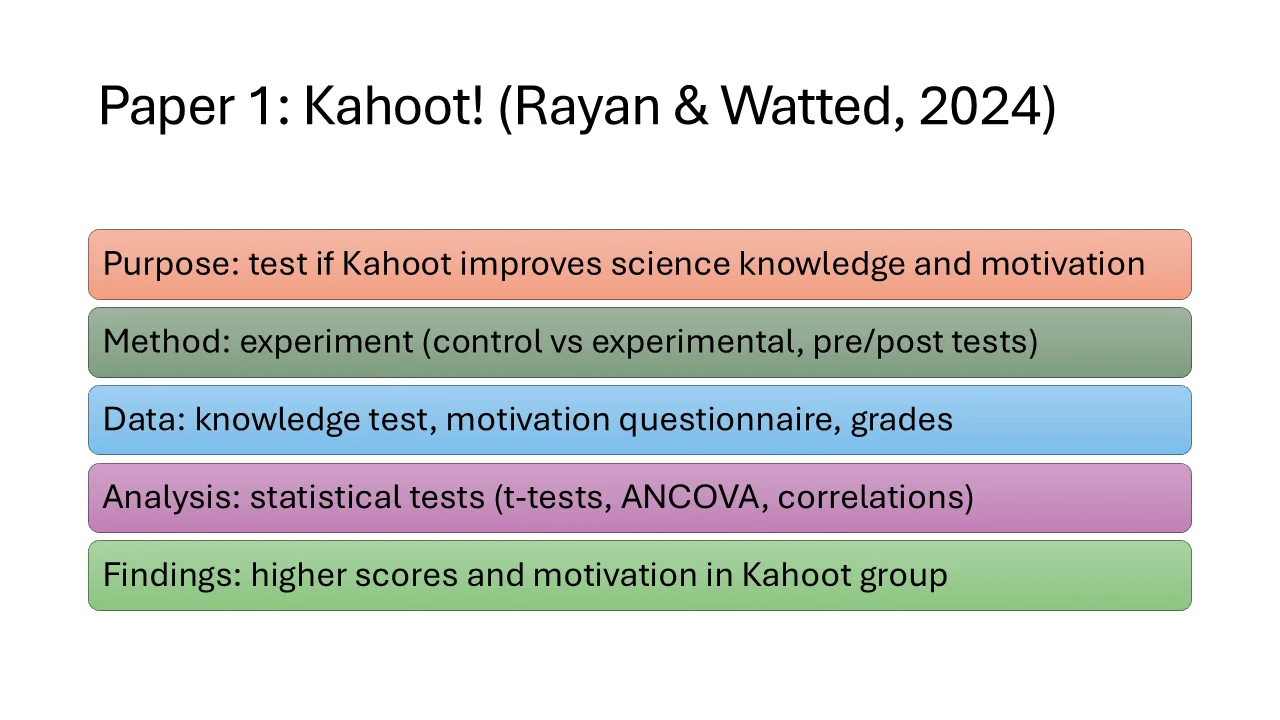 Paper 1: Kahoot! (Rayan & Watted, 2024)
Purpose: test if Kahoot improves science knowledge and motivation
Method: experiment (control vs experimental, pre/post tests)
Data: knowledge test, motivation questionnaire, grades
Analysis: statistical tests (t-tests, ANCOVA, correlations)
Findings: higher scores and motivation in Kahoot group